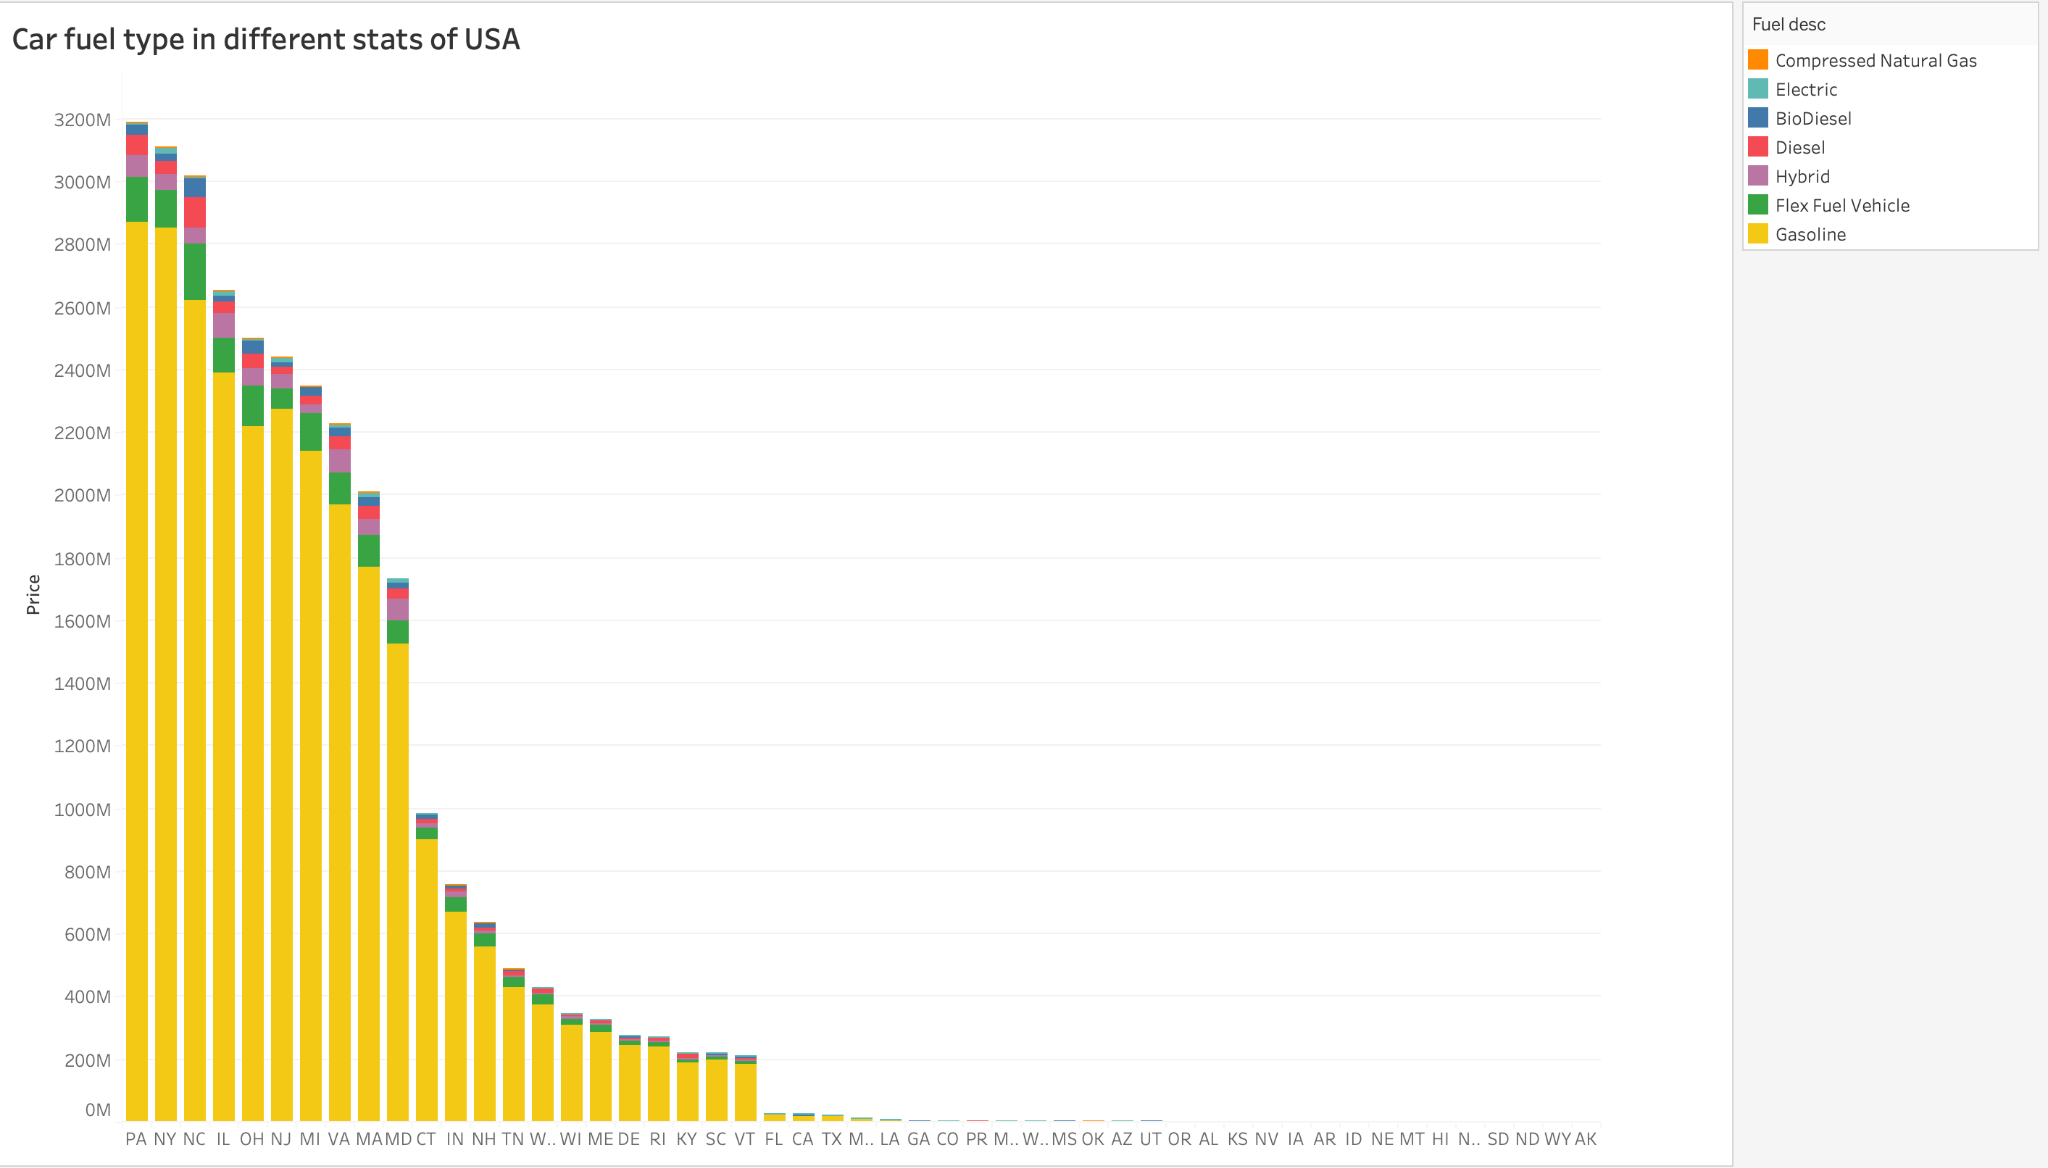 Car fuel type in different stats of USA
Fuel desc
Compressed Natural Gas
Electric
BioDiesel
Diesel
Hybrid
Flex Fuel Vehicle
Gasoline
3200M
3000M
2800M
2600M
2400M
2200M
2000M
1800M
1600M
1400M
1200M
1000M
800M
600M
400M
200M
0M
Price
PA NY NC IL OH NJ MI VA MA MD CT IN NH TN W.. WI ME DE RI KY SC VT FL CA TX M.. LA GA CO PR M.. W.. MS OK AZ UT OR AL KS NV IA AR ID NE MT HI N.. SD ND WY AK